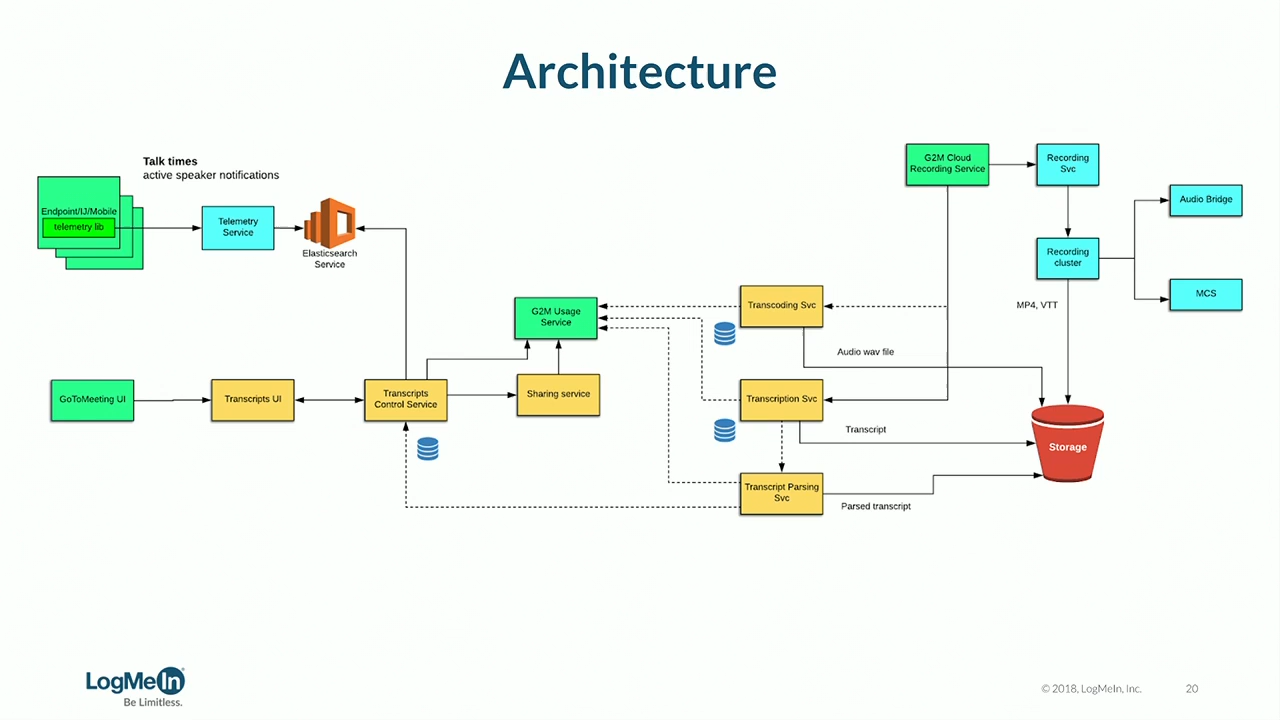 Architecture
Talk times
active speaker notifications
Endpoint/IJ/Mobile
telemetry lib
Telemetry
Service
Elasticsearch
Service
G2M Cloud
Recording Service
Recording
Svc
Audio Bridge
Recording
cluster
MCS
MP4, VTT
G2M Usage
Service
Transcoding Svc
Audio wav file
GoToMeeting UI
Transcripts UI
Transcripts
Control Service
Sharing service
Transcription Svc
Transcript
Storage
Transcript Parsing
Svc
Parsed transcript
LogMeIn
Be Limitless.
© 2018, LogMeIn, Inc.
20